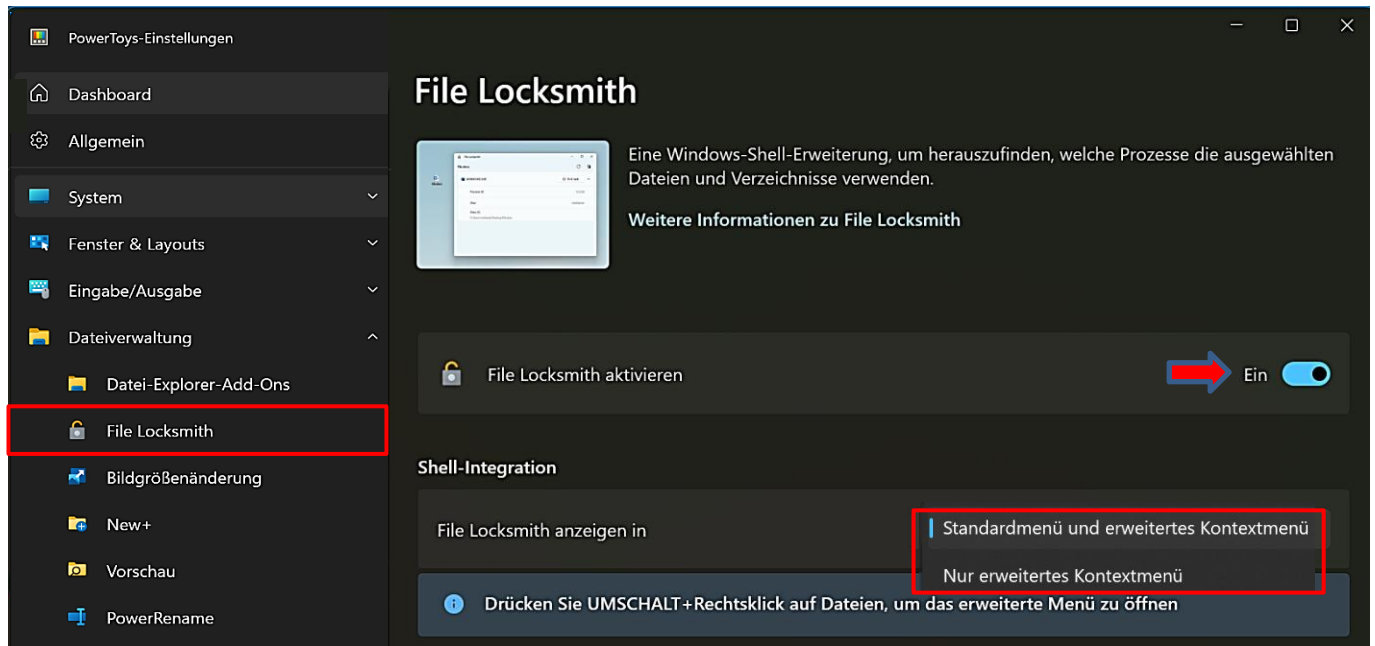 PowerToys-Einstellungen
Dashboard
Allgemein
System
Fenster & Layouts
Eingabe/Ausgabe
Dateiverwaltung
Datei-Explorer-Add-Ons
File Locksmith
Bildgrößenänderung
New+
Vorschau
PowerRename
File Locksmith
Eine Windows-Shell-Erweiterung, um herauszufinden, welche Prozesse die ausgewählten
Dateien und Verzeichnisse verwenden.
Weitere Informationen zu File Locksmith
File Locksmith aktivieren
Ein
Shell-Integration
File Locksmith anzeigen in
Standardmenü und erweitertes Kontextmenü
Nur erweitertes Kontextmenü
Drücken Sie UMSCHALT+Rechtsklick auf Dateien, um das erweiterte Menü zu öffnen